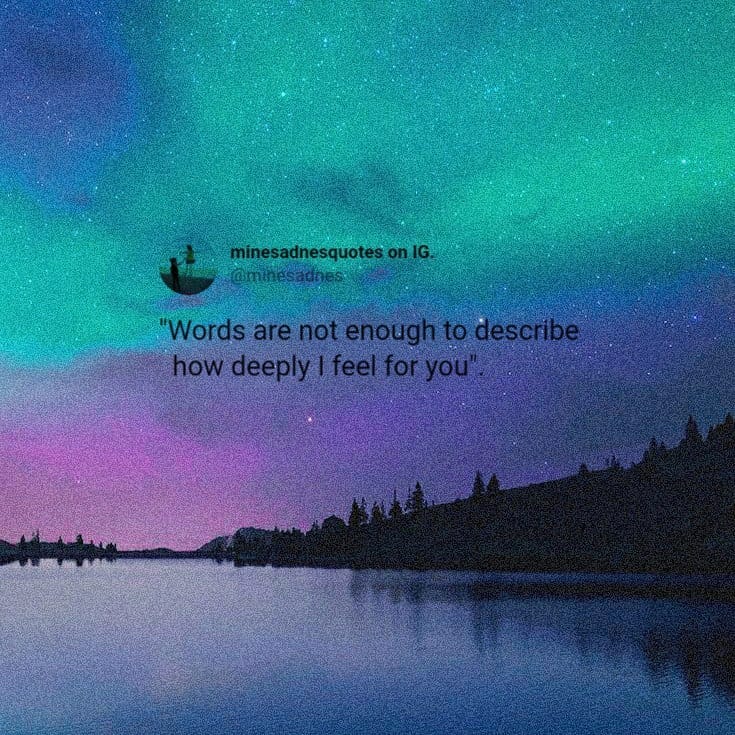 minesadnesquotes on IG.
@minesadnes
"Words are not enough to describe
how deeply I feel for you".